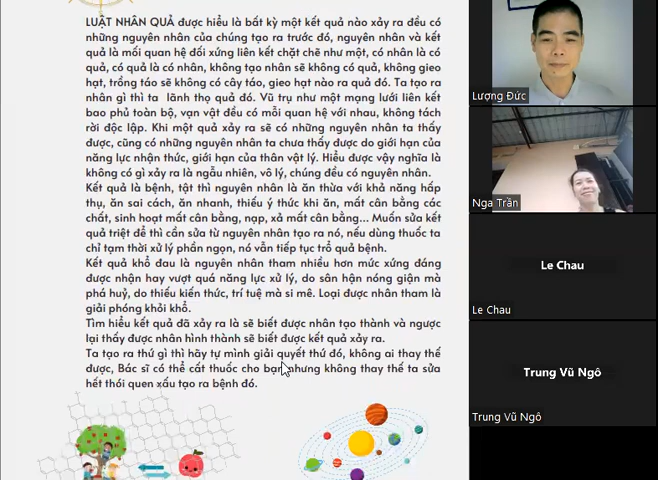 LUẬT NHÂN QUẢ được hiểu là bất kỳ một kết quả nào xảy ra đều có
những nguyên nhân của chúng tạo ra trước đó, nguyên nhân và kết
quả là mối quan hệ đối xứng liên kết chặt chẽ như một, có nhân là có
quả, có quả là có nhân, không tạo nhân sẽ không có quả, không gieo
hạt, trồng táo sẽ không có cây táo, gieo hạt nào ra quả đó. Ta tạo ra
nhân gì thì ta lãnh thọ quả đó. Vũ trụ như một mạng lưới liên kết
bao phủ toàn bộ, vạn vật đều có mỗi quan hệ với nhau, không tách
rời độc lập. Khi một quả xảy ra sẽ có những nguyên nhân ta thấy
được, cũng có những nguyên nhân ta chưa thấy được do giới hạn của
năng lực nhận thức, giới hạn của thân vật lý. Hiểu được vậy nghĩa là
không có gì xảy ra là ngẫu nhiên, vô lý, chúng đều có nguyên nhân.
Kết quả là bệnh, tật thì nguyên nhân là ăn thừa với khả năng hấp
thụ, ăn sai cách, ăn nhanh, thiếu ý thức khi ăn, mất cân bằng các
chất, sinh hoạt mất cân bằng, nạp, xả mất cân bằng... Muốn sửa kết
quả triệt để thì cần sửa từ nguyên nhân tạo ra nó, nếu dùng thuốc ta
chỉ tạm thời xử lý phần ngọn, nó vẫn tiếp tục trổ quả bệnh.
Kết quả khổ đau là nguyên nhân tham nhiều hơn mức xứng đáng
được nhận hay vượt quá năng lực xử lý, do sân hận nóng giận mà
phá huỷ, do thiếu kiến thức, trí tuệ mà si mê. Loại được nhân tham là
giải phóng khỏi khổ.
Tìm hiểu kết quả đã xảy ra là sẽ biết được nhân tạo thành và ngược
lại thấy được nhân hình thành sẽ biết được kết quả xảy ra.
Ta tạo ra thứ gì thì hãy tự mình giải quyết thứ đó, không ai thay thế
được, Bác sĩ có thể cắt thuốc cho bạn nhưng không thay thế ta sửa
hết thói quen xấu tạo ra bệnh đó.
Lượng Đức
Nga Trần
Le Chau
Le Chau
Trung Vũ Ngô
Trung Vũ Ngô